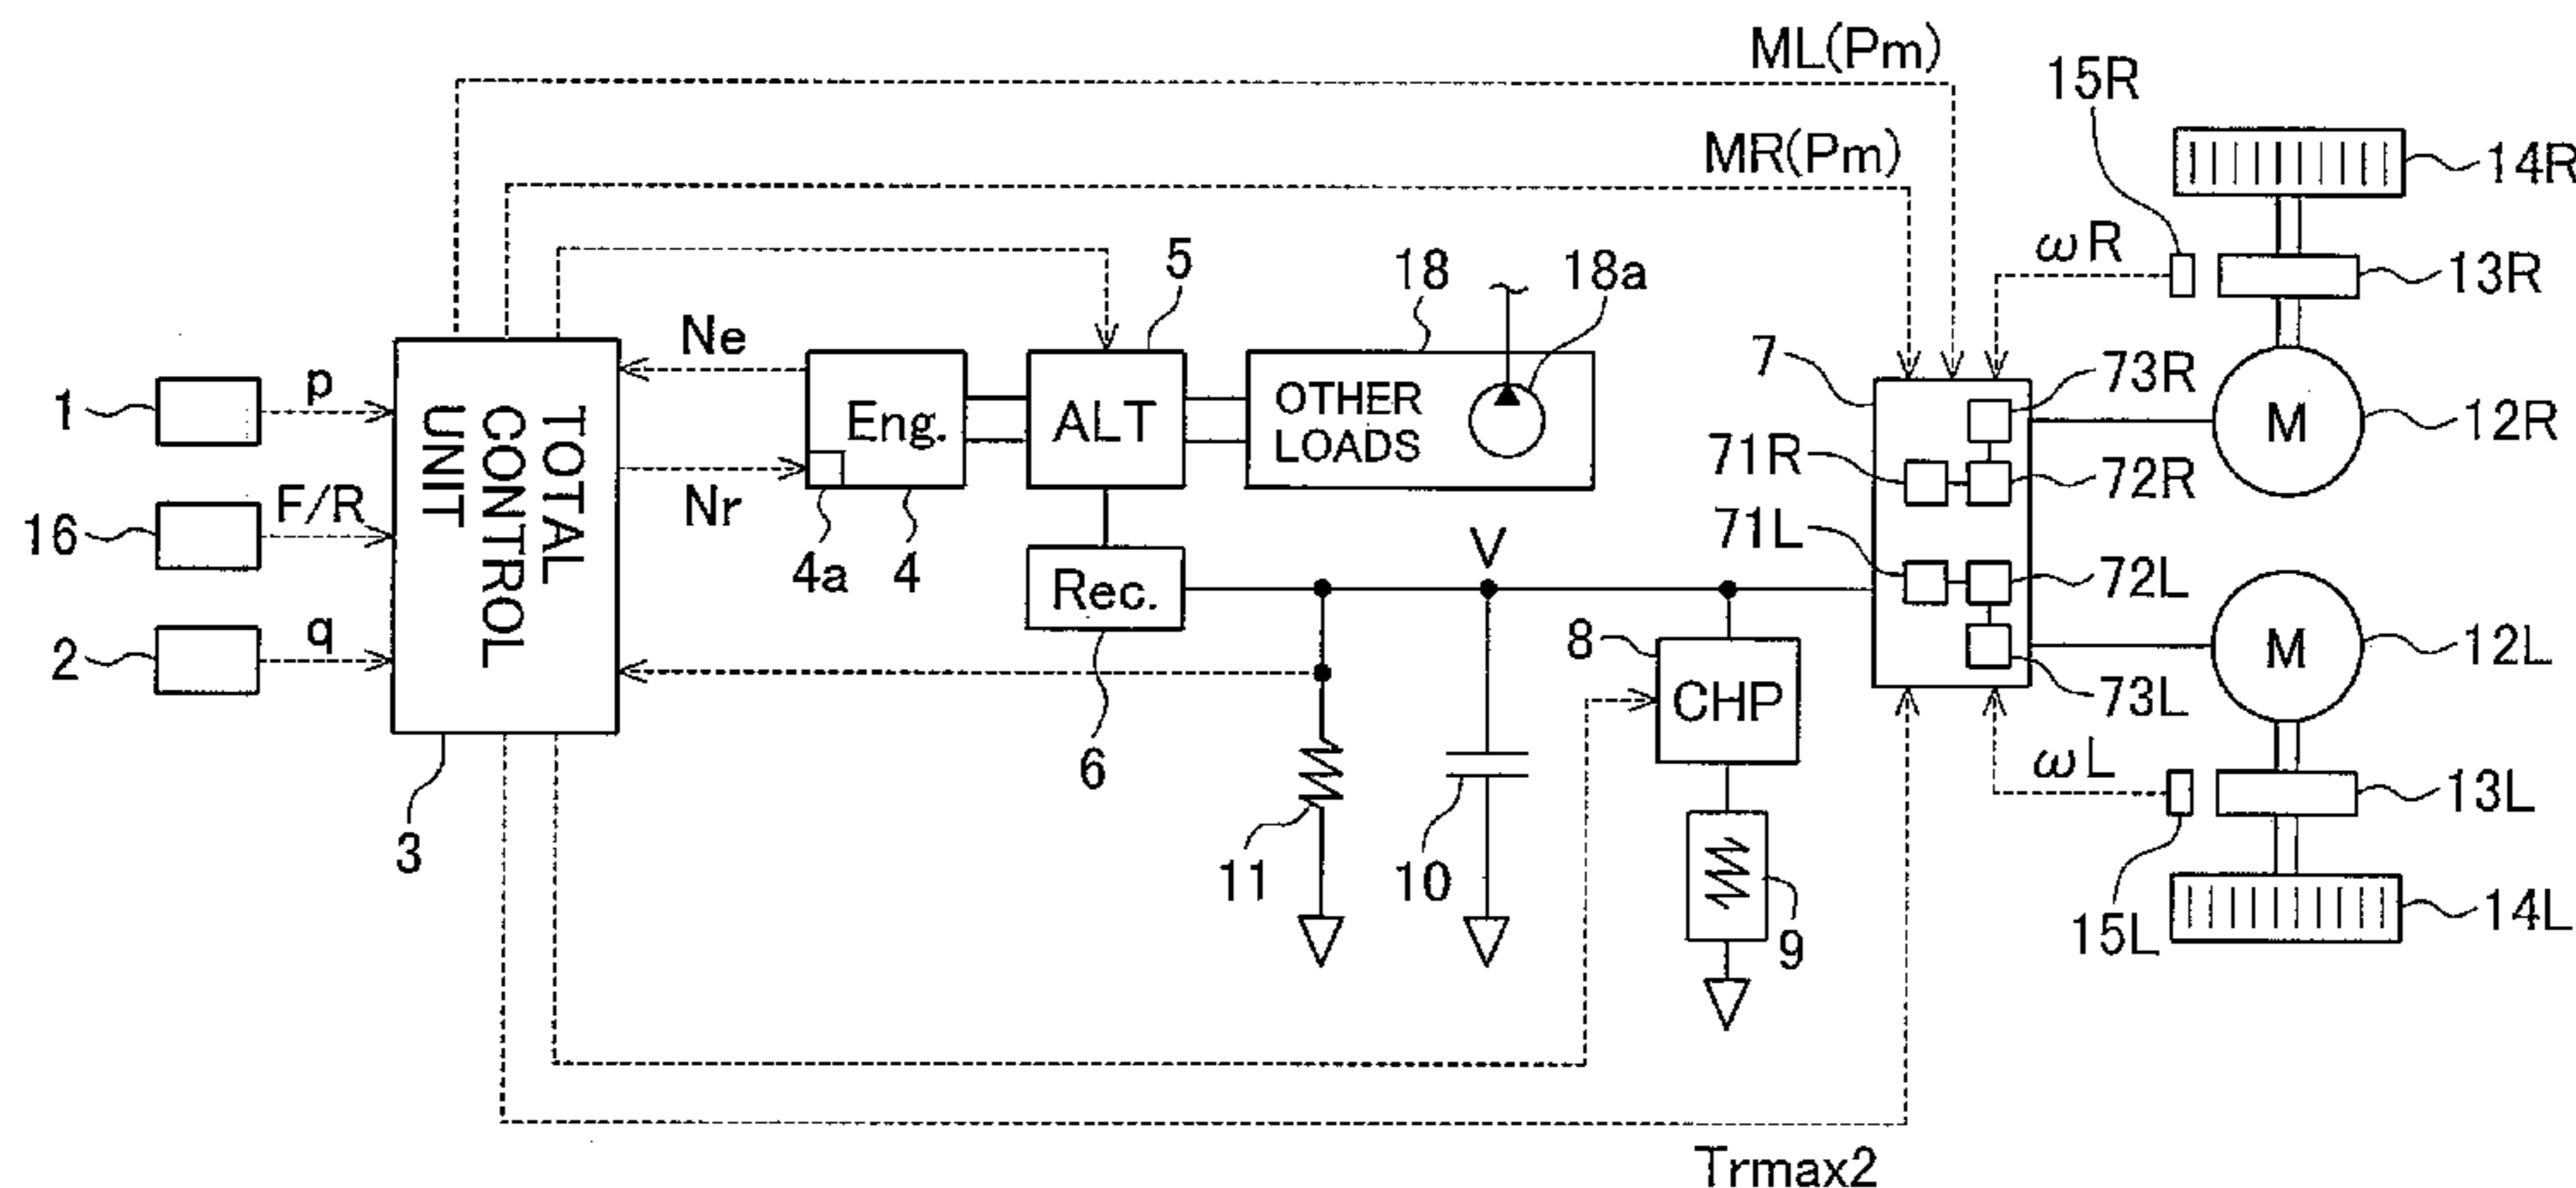 ML(Pm)
15R
MR(Pm)
14R
5
ωR
18
18a
13R
Ne
7
73R
p
OTHER
LOADS
1
TOTAL
CONTROL
UNIT
Eng.
ALT
M
12R
71R
72R
F/R
Nr
16
V
71L
4a
4
72L
Rec.
q
8
2
M
12L
CHP
73L
6
ωL
13L
3
11
10
9
15L
14L
Trmax2